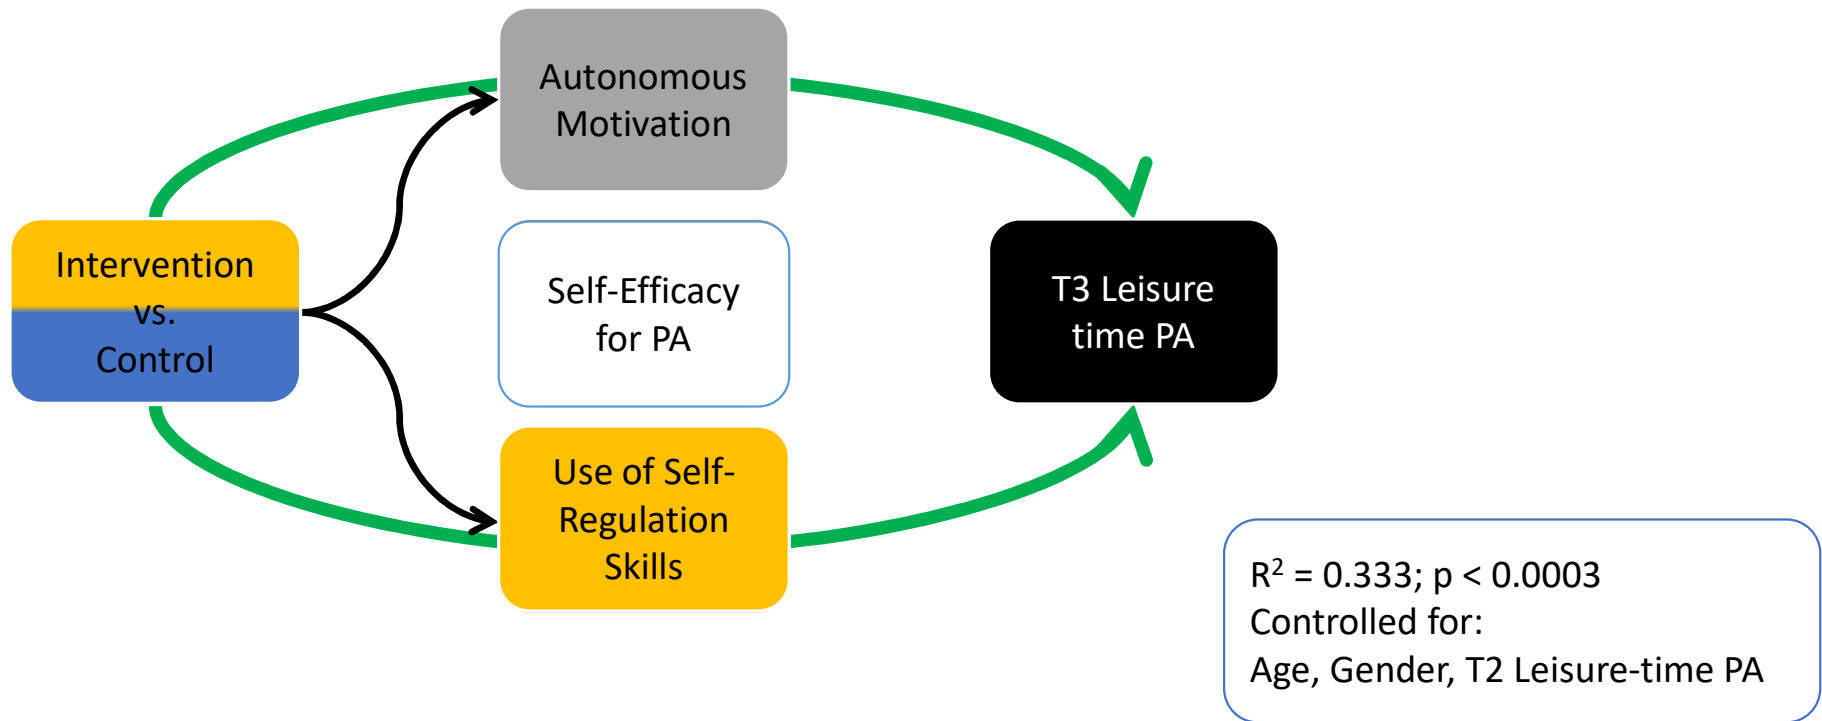 Autonomous
Motivation
Intervention
vs.
Control
Self-Efficacy
for PA
T3 Leisure
time PA
Use of Self-
Regulation
Skills
R² = 0.333; p < 0.0003
Controlled for:
Age, Gender, T2 Leisure-time PA